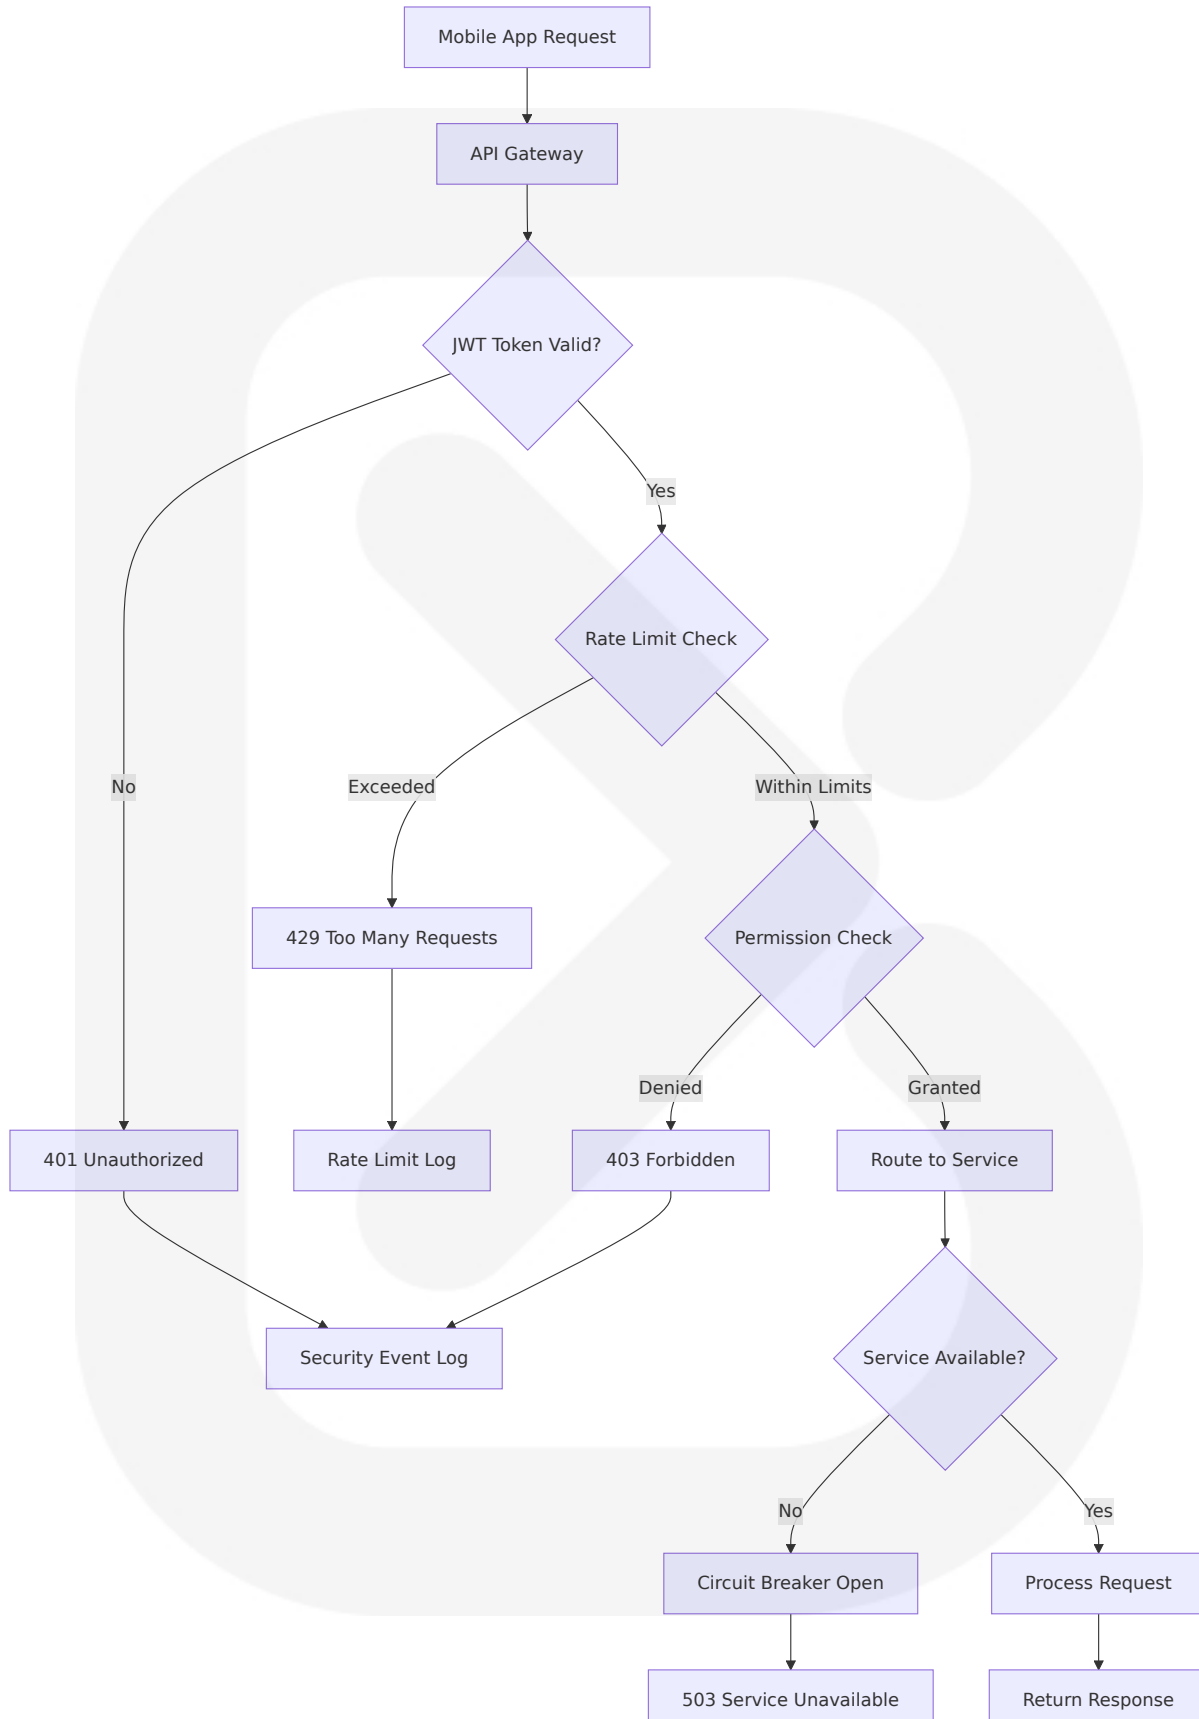 Mobile App Request
API Gateway
JWT Token Valid?
Yes
Rate Limit Check
No
Exceeded
Within Limits
429 Too Many Requests
Permission Check
Denied
Granted
401 Unauthorized
Rate Limit Log
403 Forbidden
Route to Service
Security Event Log
Service Available?
No
Yes
Circuit Breaker Open
Process Request
503 Service Unavailable
Return Response